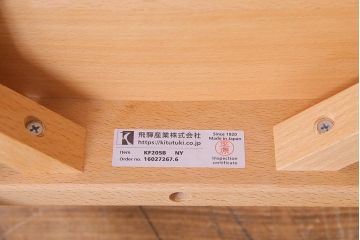 飛騨産業株式会社
https://kitutuki.co.jp
Since 1920
Made in Japan
Item. KF205B NY
Order no. 16027267.6
Inspection
certificate